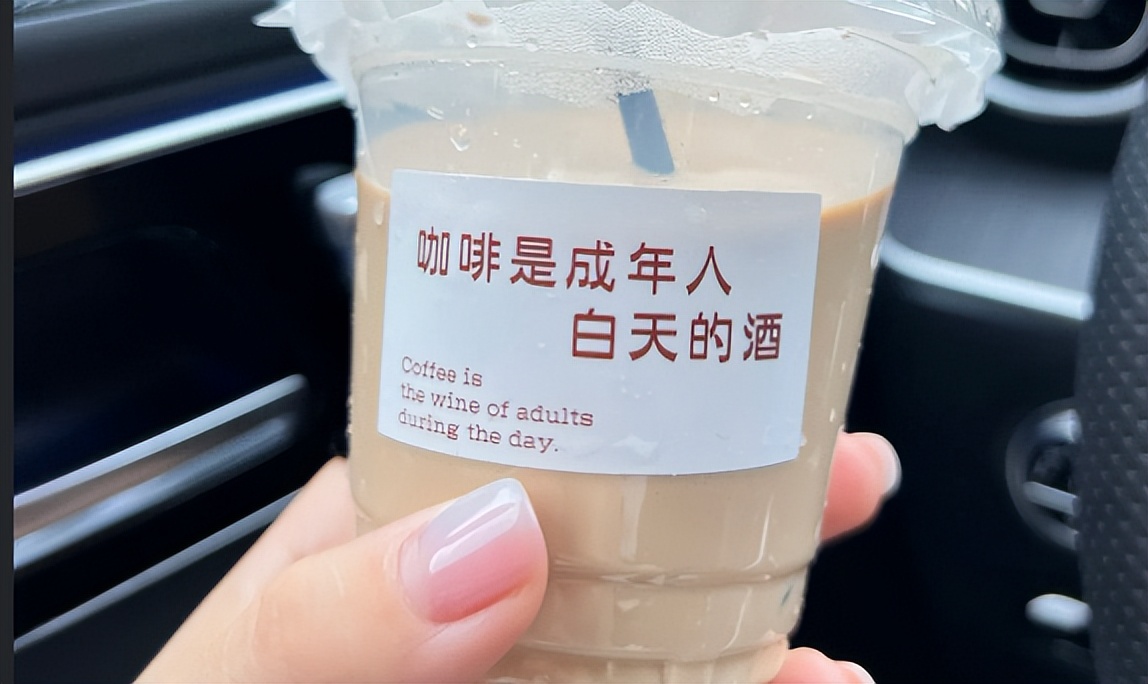 咖啡是成年人
白天的酒
Coffee is
the wine of adults
during the day.